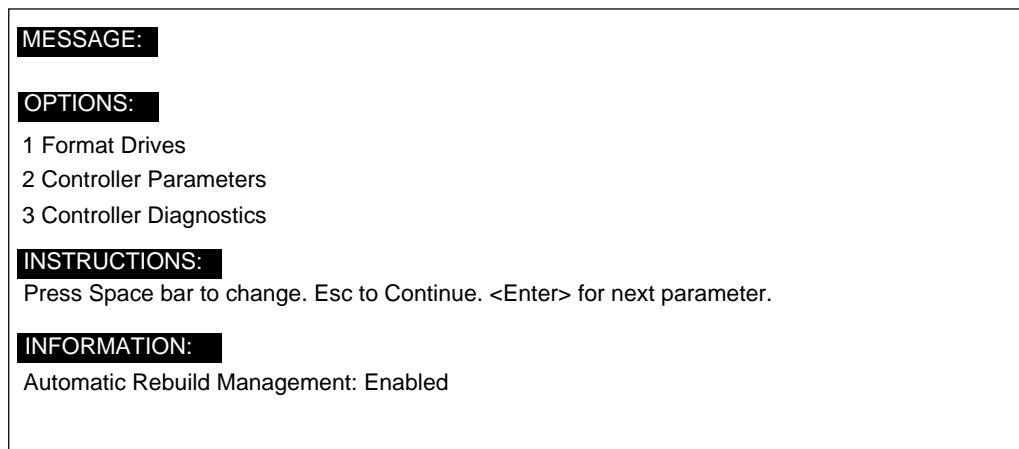 MESSAGE:
OPTIONS:
1 Format Drives
2 Controller Parameters
3 Controller Diagnostics
INSTRUCTIONS:
Press Space bar to change. Esc to Continue. <Enter> for next parameter.
INFORMATION:
Automatic Rebuild Management: Enabled